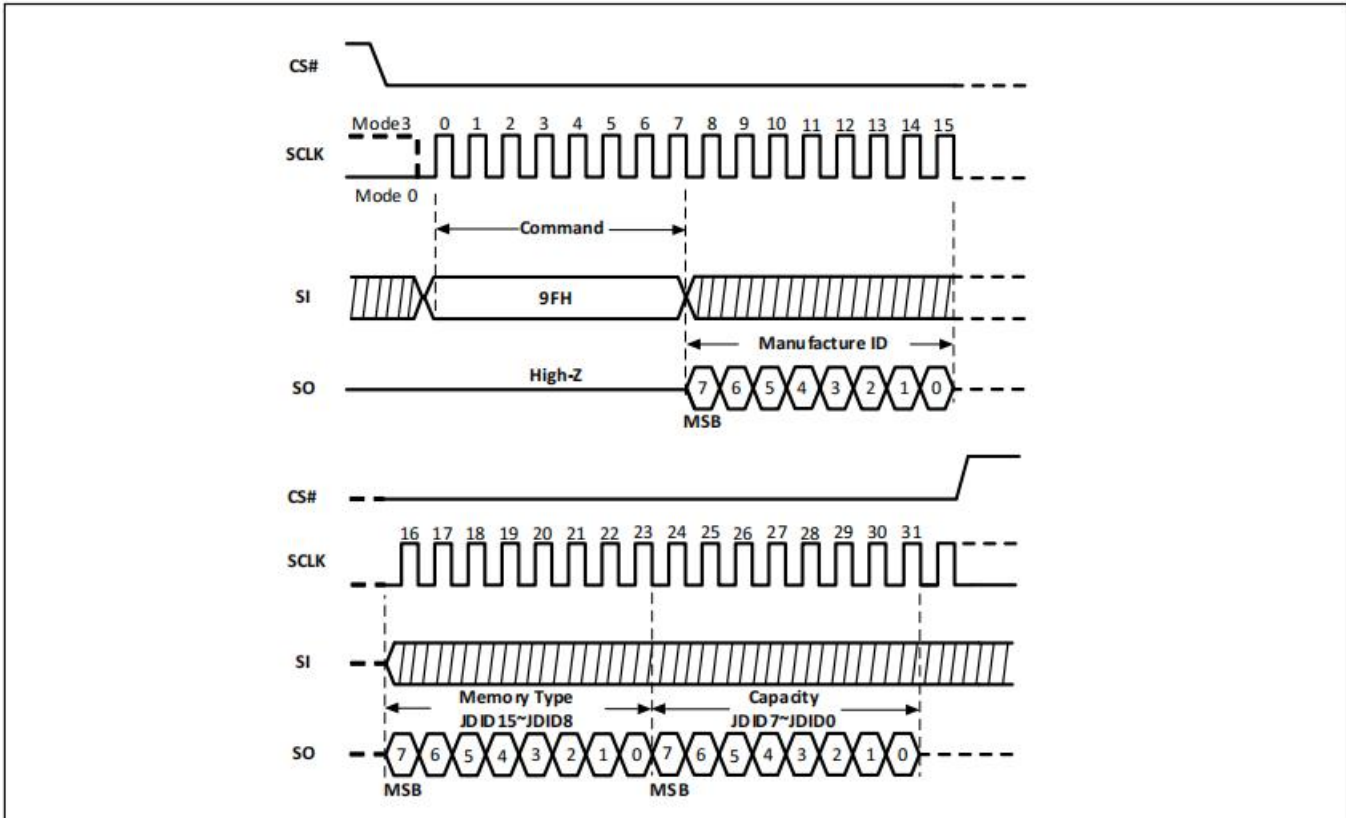 CS#
Mode3 0 1 2 3 4 5 6 7 8 9 10 11 12 13 14 15
SCLK
Mode 0
Command
SI 9FH
Manufacture ID
High-Z
SO 7 6 5 4 3 2 1 0
MSB
CS#
16 17 18 19 20 21 22 23 24 25 26 27 28 29 30 31
SCLK
SI
Memory Type Capacity
JDID15~JDID8 JDID7~JDID0
SO 7 6 5 4 3 2 1 0 7 6 5 4 3 2 1 0
MSB MSB